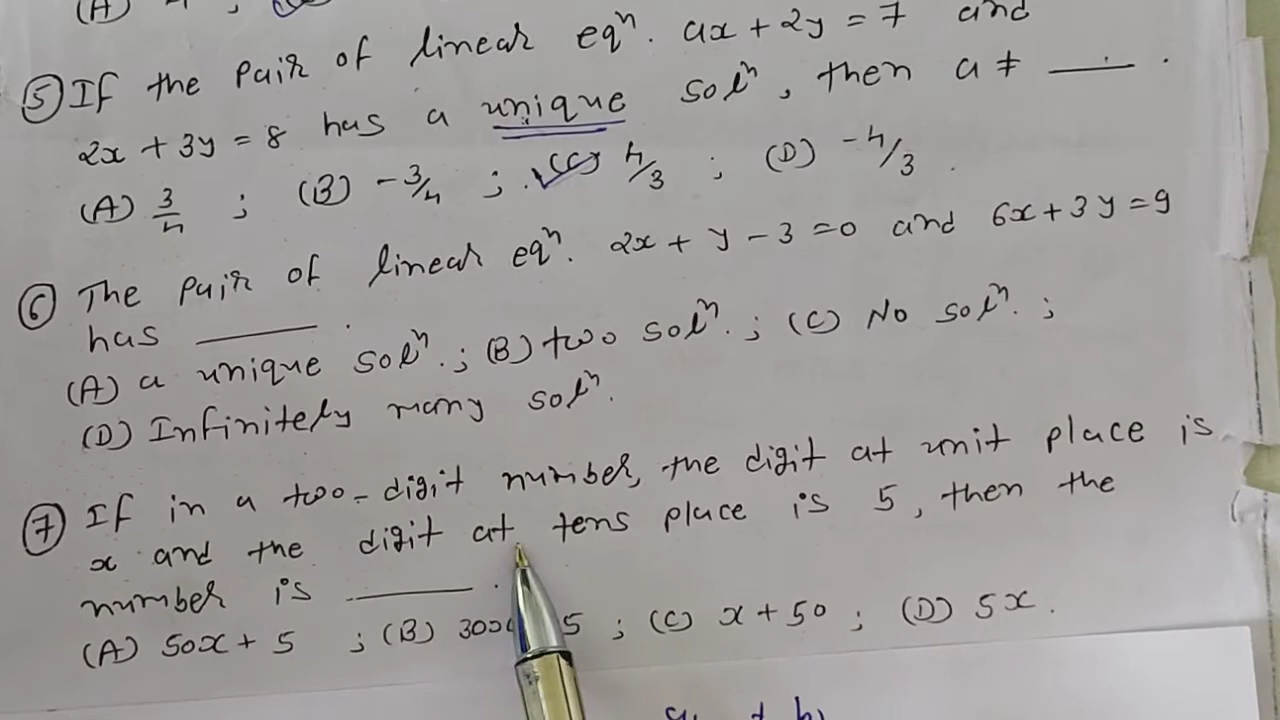 (A)
⑤ If the pair of linear eqⁿ. ax + 2y = 7 and
2x + 3y = 8 has a unique solⁿ, then a ≠ ___.
(A) 3/4 ; (B) -3/4 ; (C) 4/3 ; (D) -4/3.
⑥ The pair of linear eqⁿ. 2x + y - 3 = 0 and 6x + 3y = 9
has ___.
(A) a unique solⁿ. ; (B) two solⁿ. ; (C) No solⁿ. ;
(D) Infinitely many solⁿ.
⑦ If in a two-digit number, the digit at unit place is
x and the digit at tens place is 5, then the
number is ___.
(A) 50x + 5 ; (B) 30x 5 ; (C) x + 50 ; (D) 5x.